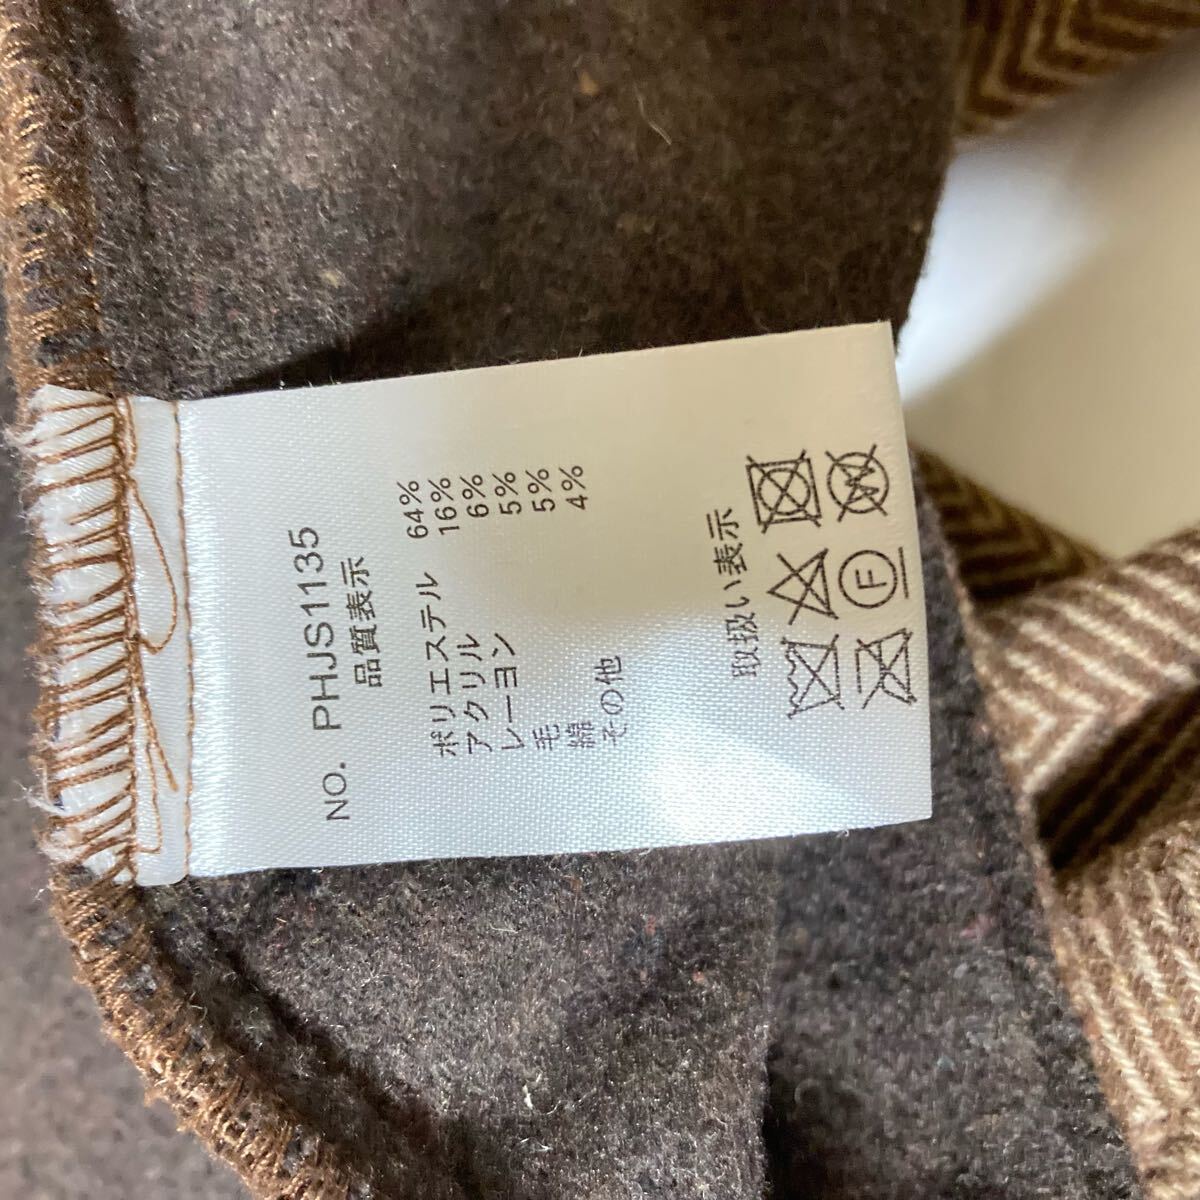 NO. PHJS1135
品質表示
ポリエステル 64%
アクリル 16%
レーヨン 6%
毛 5%
綿 5%
その他 4%
取扱い表示
F
W